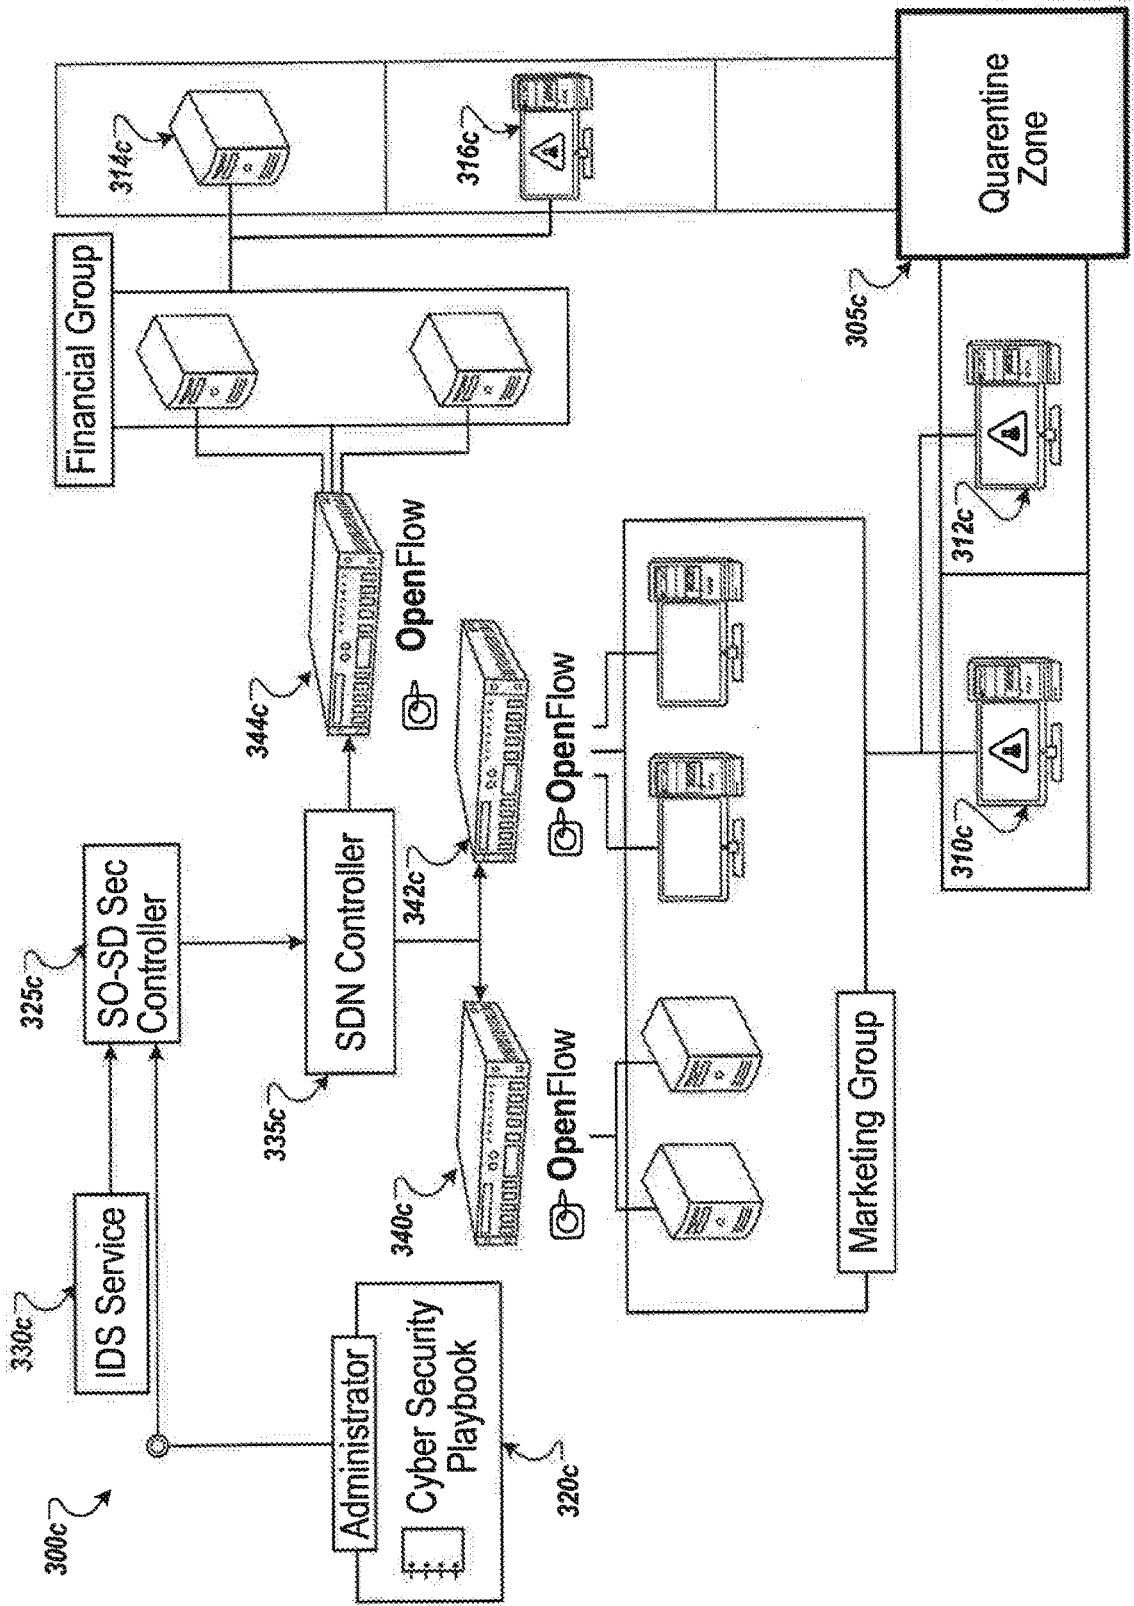 300c
330c
IDS Service
325c
SO-SD Sec
Controller
Administrator
Cyber Security
Playbook
320c
335c
SDN Controller
344c
OpenFlow
340c
OpenFlow
342c
OpenFlow
Financial Group
314c
316c
Marketing Group
310c
312c
305c
Quarentine
Zone